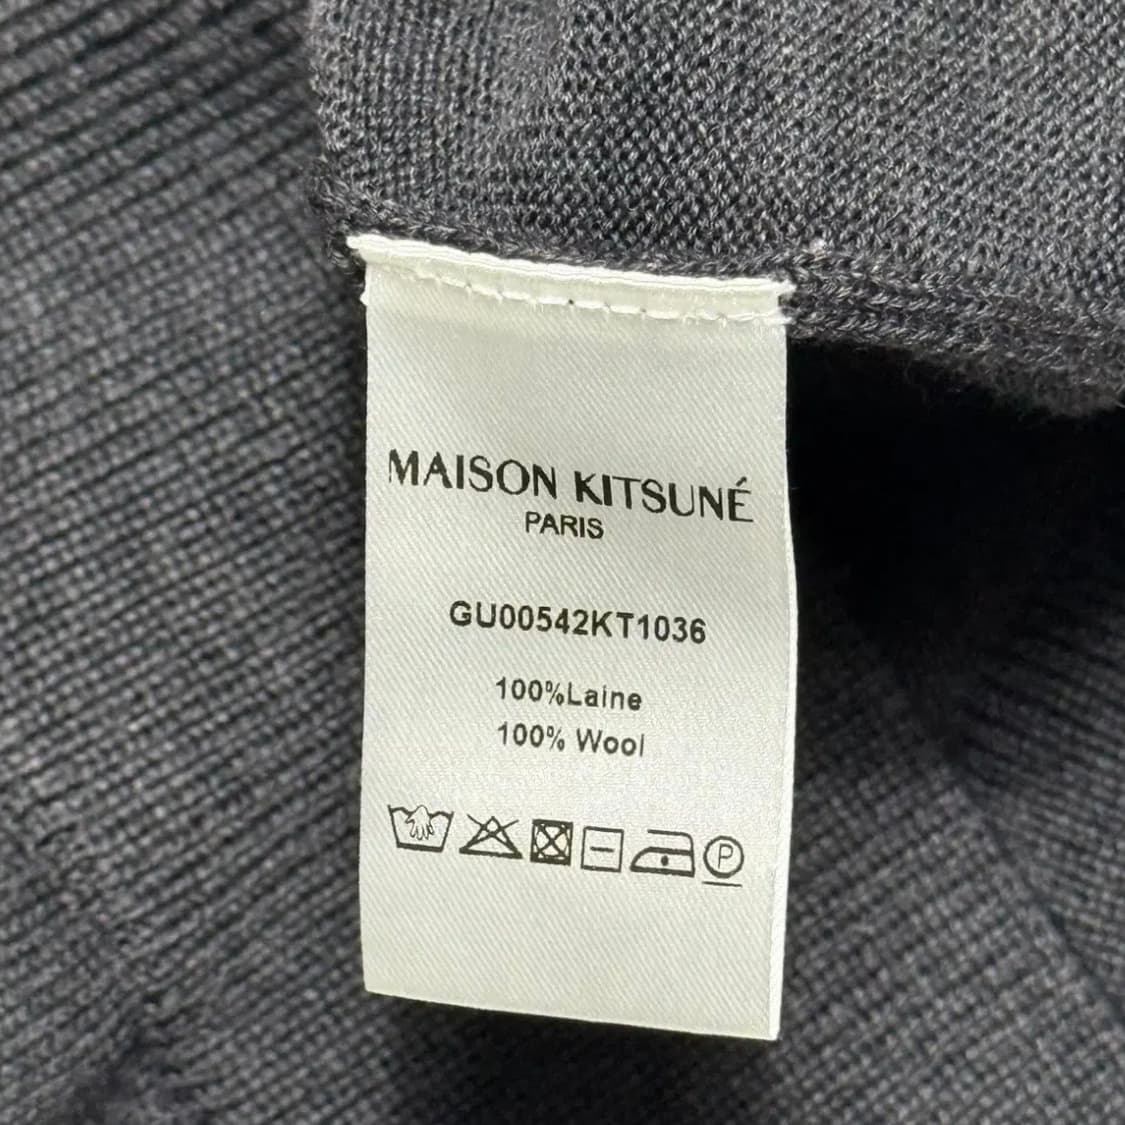 MAISON KITSUNÉ
PARIS
GU00542KT1036
100%Laine
100% Wool
P